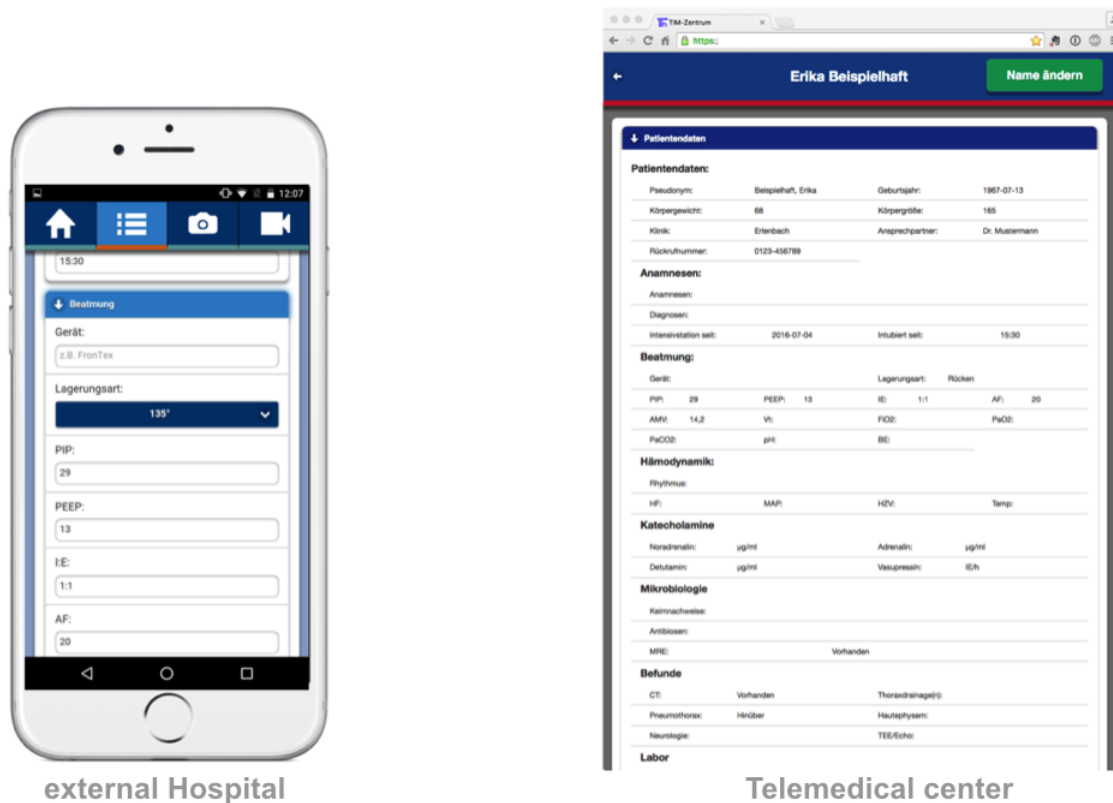 12:07
15:30
Beatmung
Gerät:
z.B. FronTex
Lagerungsart:
135°
PIP:
29
PEEP:
13
I:E:
1:1
AF:
20
external Hospital
TIM-Zentrum
https:
Erika Beispielhaft
Name ändern
Patientendaten
Patientendaten:
Pseudonym: Beispielhaft, Erika Geburtsjahr: 1967-07-13
Körpergewicht: 68 Körpergröße: 165
Klinik: Erlenbach Ansprechpartner: Dr. Mustermann
Rückrufnummer: 0123-456789
Anamnesen:
Anamnesen:
Diagnosen:
Intensivstation seit: 2016-07-04 Intubiert seit: 15:30
Beatmung:
Gerät: Lagerungsart: Rücken
PIP: 29 PEEP: 13 IE: 1:1 AF: 20
AMV: 14,2 Vt: FiO2: PaO2:
PaCO2: pH: BE:
Hämodynamik:
Rhythmus:
HF: MAP: HZV: Temp:
Katecholamine
Noradrenalin: µg/ml Adrenalin: µg/ml
Detutamin: µg/ml Vasupressin: IE/h
Mikrobiologie
Keimnachweise:
Antibiosen:
MRE: Vorhanden
Befunde
CT: Vorhanden Thoraxdrainage(n):
Pneumothorax: Hinüber Hautephysem:
Neurologie: TEE/Echo:
Labor
Telemedical center